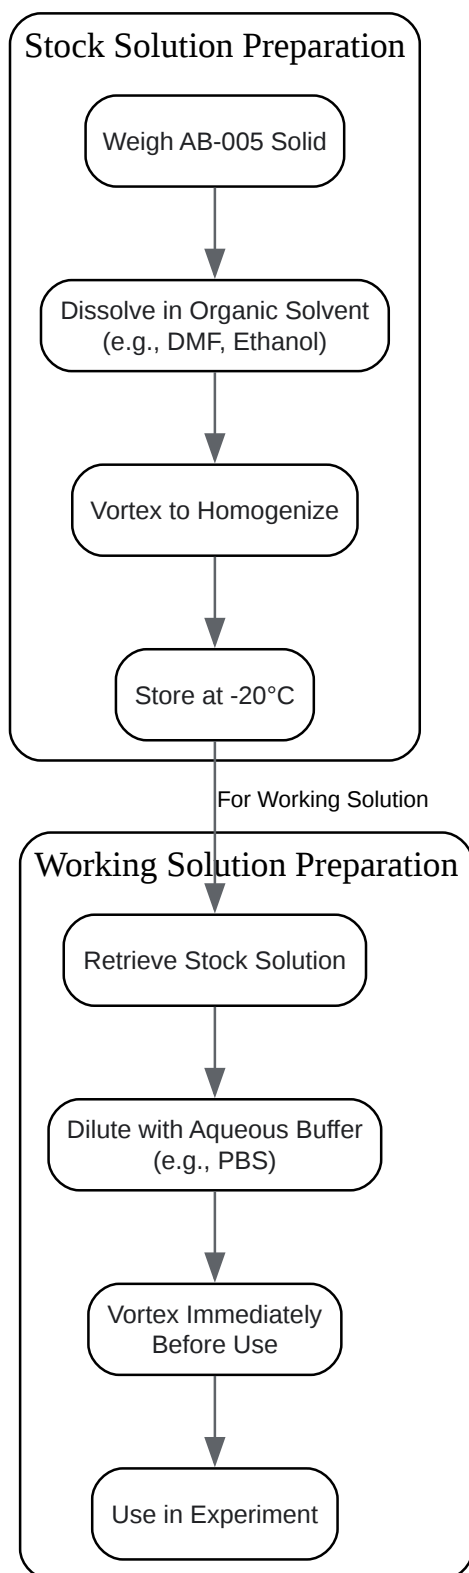 Stock Solution Preparation
Weigh AB-005 Solid
Dissolve in Organic Solvent
(e.g., DMF, Ethanol)
Vortex to Homogenize
Store at -20°C
For Working Solution
Working Solution Preparation
Retrieve Stock Solution
Dilute with Aqueous Buffer
(e.g., PBS)
Vortex Immediately
Before Use
Use in Experiment